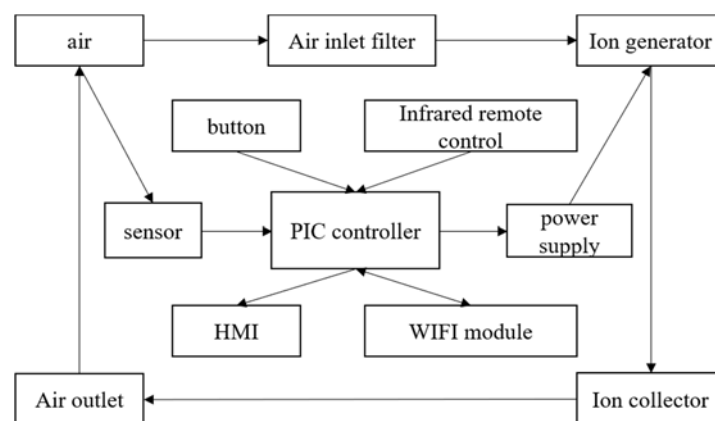 air
Air inlet filter
Ion generator
button
Infrared remote
control
sensor
PIC controller
power
supply
HMI
WIFI module
Air outlet
Ion collector